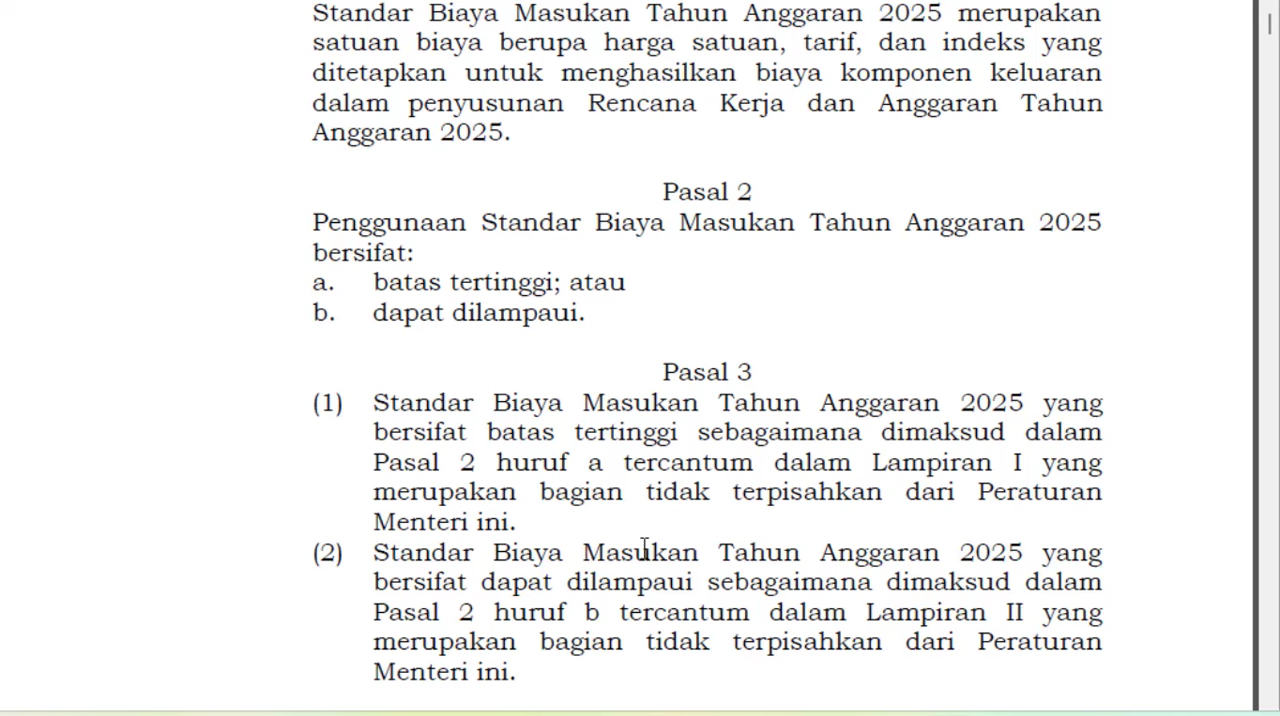 Standar Biaya Masukan Tahun Anggaran 2025 merupakan
satuan biaya berupa harga satuan, tarif, dan indeks yang
ditetapkan untuk menghasilkan biaya komponen keluaran
dalam penyusunan Rencana Kerja dan Anggaran Tahun
Anggaran 2025.
Pasal 2
Penggunaan Standar Biaya Masukan Tahun Anggaran 2025
bersifat:
a. batas tertinggi; atau
b. dapat dilampaui.
Pasal 3
(1) Standar Biaya Masukan Tahun Anggaran 2025 yang
bersifat batas tertinggi sebagaimana dimaksud dalam
Pasal 2 huruf a tercantum dalam Lampiran I yang
merupakan bagian tidak terpisahkan dari Peraturan
Menteri ini.
(2) Standar Biaya Masukan Tahun Anggaran 2025 yang
bersifat dapat dilampaui sebagaimana dimaksud dalam
Pasal 2 huruf b tercantum dalam Lampiran II yang
merupakan bagian tidak terpisahkan dari Peraturan
Menteri ini.